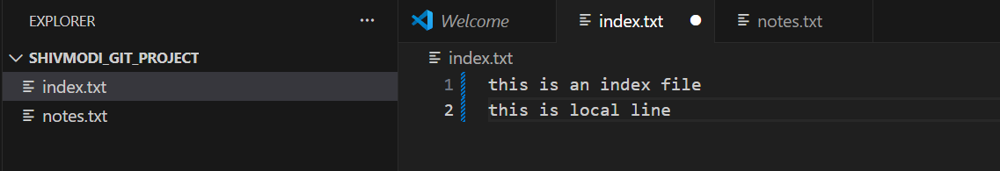 EXPLORER ···
SHIVMODI_GIT_PROJECT
index.txt
notes.txt
Welcome index.txt notes.txt
index.txt
1 this is an index file
2 this is local line